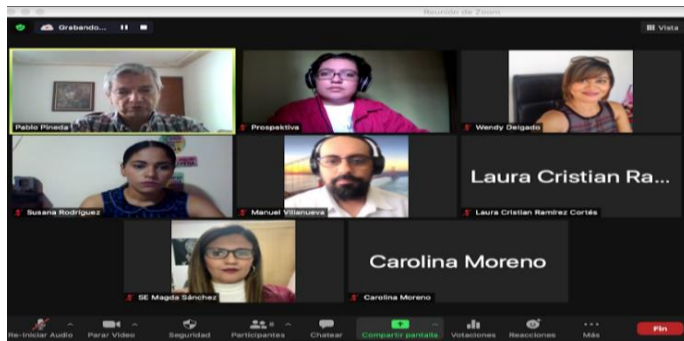 Reunión de Zoom
Grabando...
Vista
Pablo Pineda
Prospektiva
Wendy Delgado
Susana Rodríguez
Manuel Villanueva
Laura Cristian Ra...
Laura Cristian Ramírez Cortés
SE Magda Sánchez
Carolina Moreno
Carolina Moreno
Re-Iniciar Audio
Parar Video
Seguridad
Participantes
8
Chatear
Compartir pantalla
Votaciones
Reacciones
Más
Fin